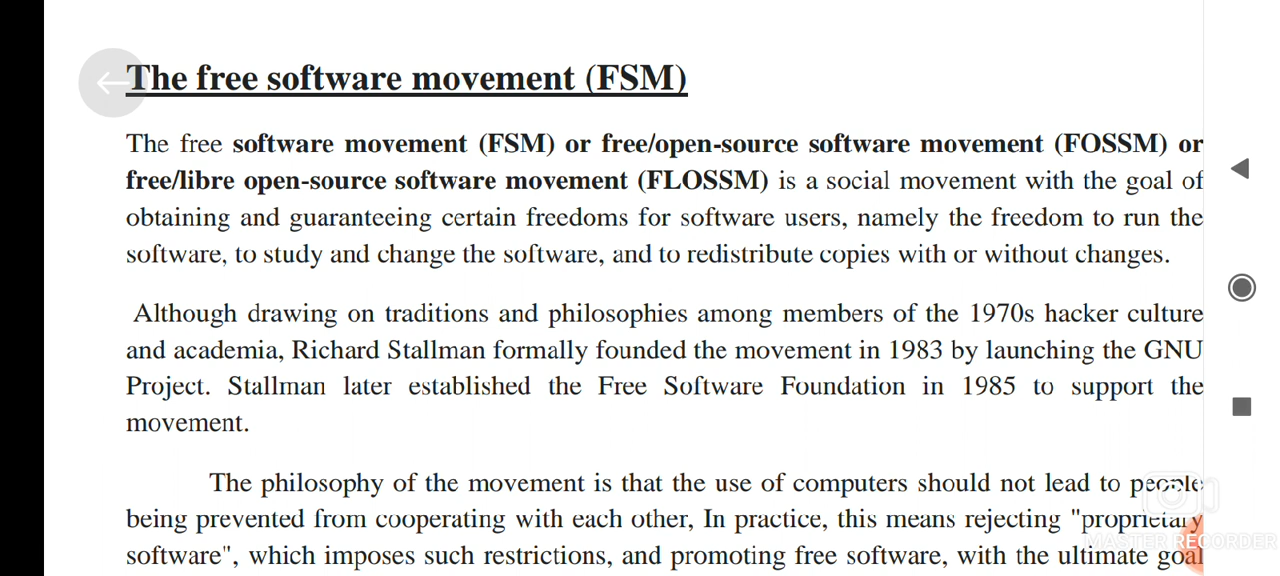 The free software movement (FSM)
The free software movement (FSM) or free/open-source software movement (FOSSM) or
free/libre open-source software movement (FLOSSM) is a social movement with the goal of
obtaining and guaranteeing certain freedoms for software users, namely the freedom to run the
software, to study and change the software, and to redistribute copies with or without changes.
Although drawing on traditions and philosophies among members of the 1970s hacker culture
and academia, Richard Stallman formally founded the movement in 1983 by launching the GNU
Project. Stallman later established the Free Software Foundation in 1985 to support the
movement.
The philosophy of the movement is that the use of computers should not lead to people
being prevented from cooperating with each other, In practice, this means rejecting "proprietary
software", which imposes such restrictions, and promoting free software, with the ultimate goal
MASTER RECORDER